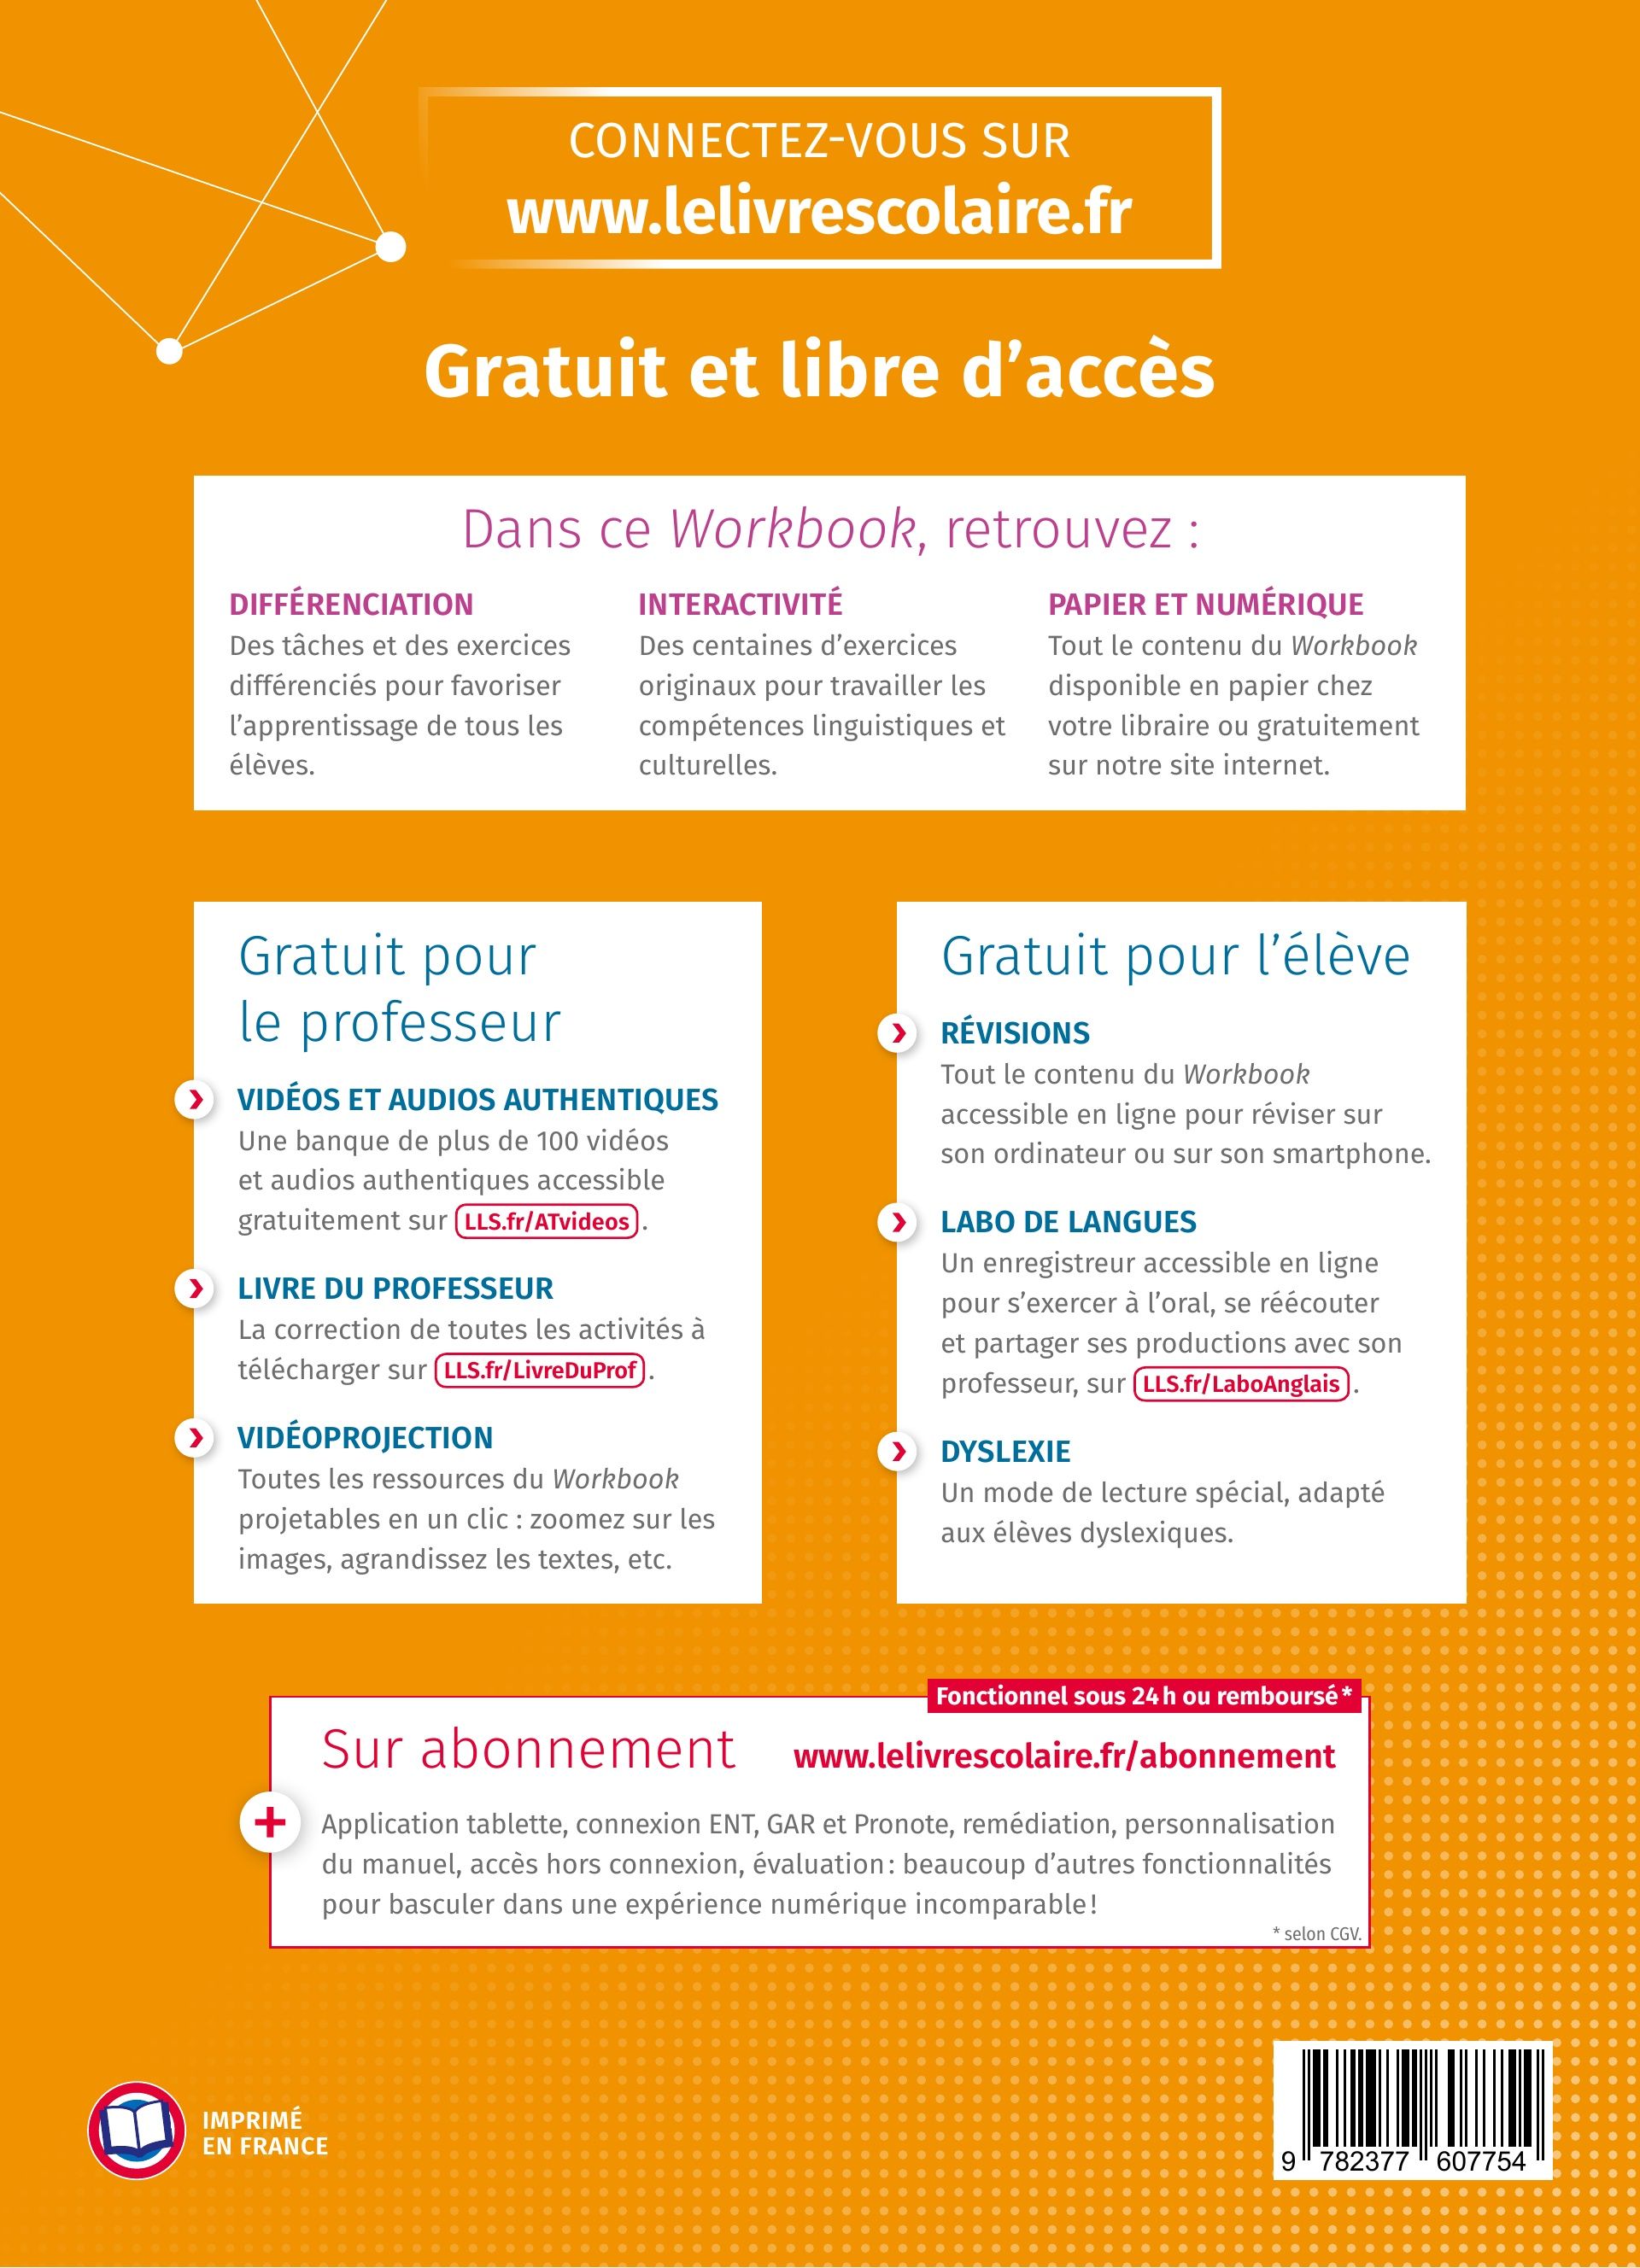 CONNECTEZ-VOUS SUR
www.lelivrescolaire.fr
Gratuit et libre d’accès
Dans ce Workbook, retrouvez :
DIFFÉRENCIATION
Des tâches et des exercices
différenciés pour favoriser
l’apprentissage de tous les
élèves.
INTERACTIVITÉ
Des centaines d’exercices
originaux pour travailler les
compétences linguistiques et
culturelles.
PAPIER ET NUMÉRIQUE
Tout le contenu du Workbook
disponible en papier chez
votre libraire ou gratuitement
sur notre site internet.
Gratuit pour
le professeur
VIDÉOS ET AUDIOS AUTHENTIQUES
Une banque de plus de 100 vidéos
et audios authentiques accessible
gratuitement sur LLS.fr/ATvideos .
LIVRE DU PROFESSEUR
La correction de toutes les activités à
télécharger sur LLS.fr/LivreDuProf .
VIDÉOPROJECTION
Toutes les ressources du Workbook
projetables en un clic : zoomez sur les
images, agrandissez les textes, etc.
Gratuit pour l’élève
RÉVISIONS
Tout le contenu du Workbook
accessible en ligne pour réviser sur
son ordinateur ou sur son smartphone.
LABO DE LANGUES
Un enregistreur accessible en ligne
pour s’exercer à l’oral, se réécouter
et partager ses productions avec son
professeur, sur LLS.fr/LaboAnglais .
DYSLEXIE
Un mode de lecture spécial, adapté
aux élèves dyslexiques.
Fonctionnel sous 24 h ou remboursé *
Sur abonnement www.lelivrescolaire.fr/abonnement
Application tablette, connexion ENT, GAR et Pronote, remédiation, personnalisation
du manuel, accès hors connexion, évaluation : beaucoup d’autres fonctionnalités
pour basculer dans une expérience numérique incomparable !
* selon CGV.
IMPRIMÉ
EN FRANCE
9 782377 607754